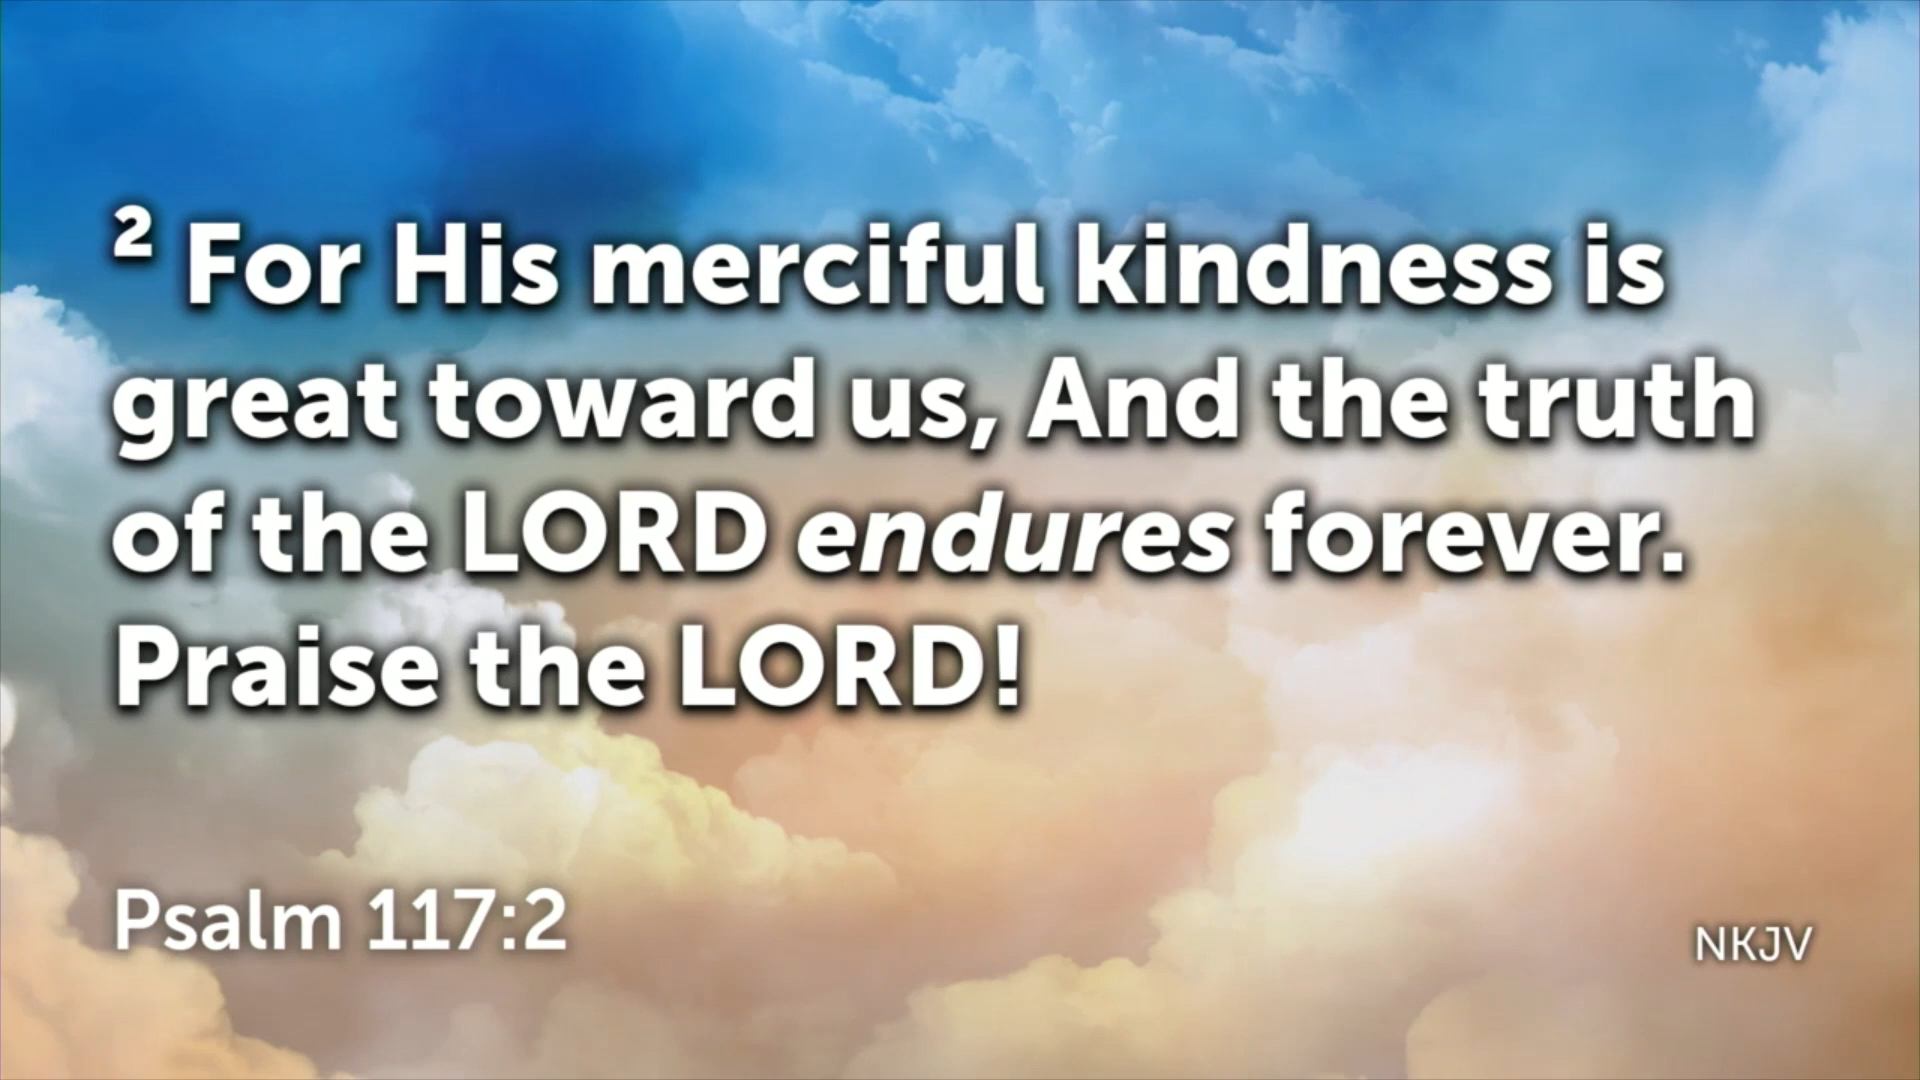 ² For His merciful kindness is
great toward us, And the truth
of the LORD endures forever.
Praise the LORD!
Psalm 117:2
NKJV